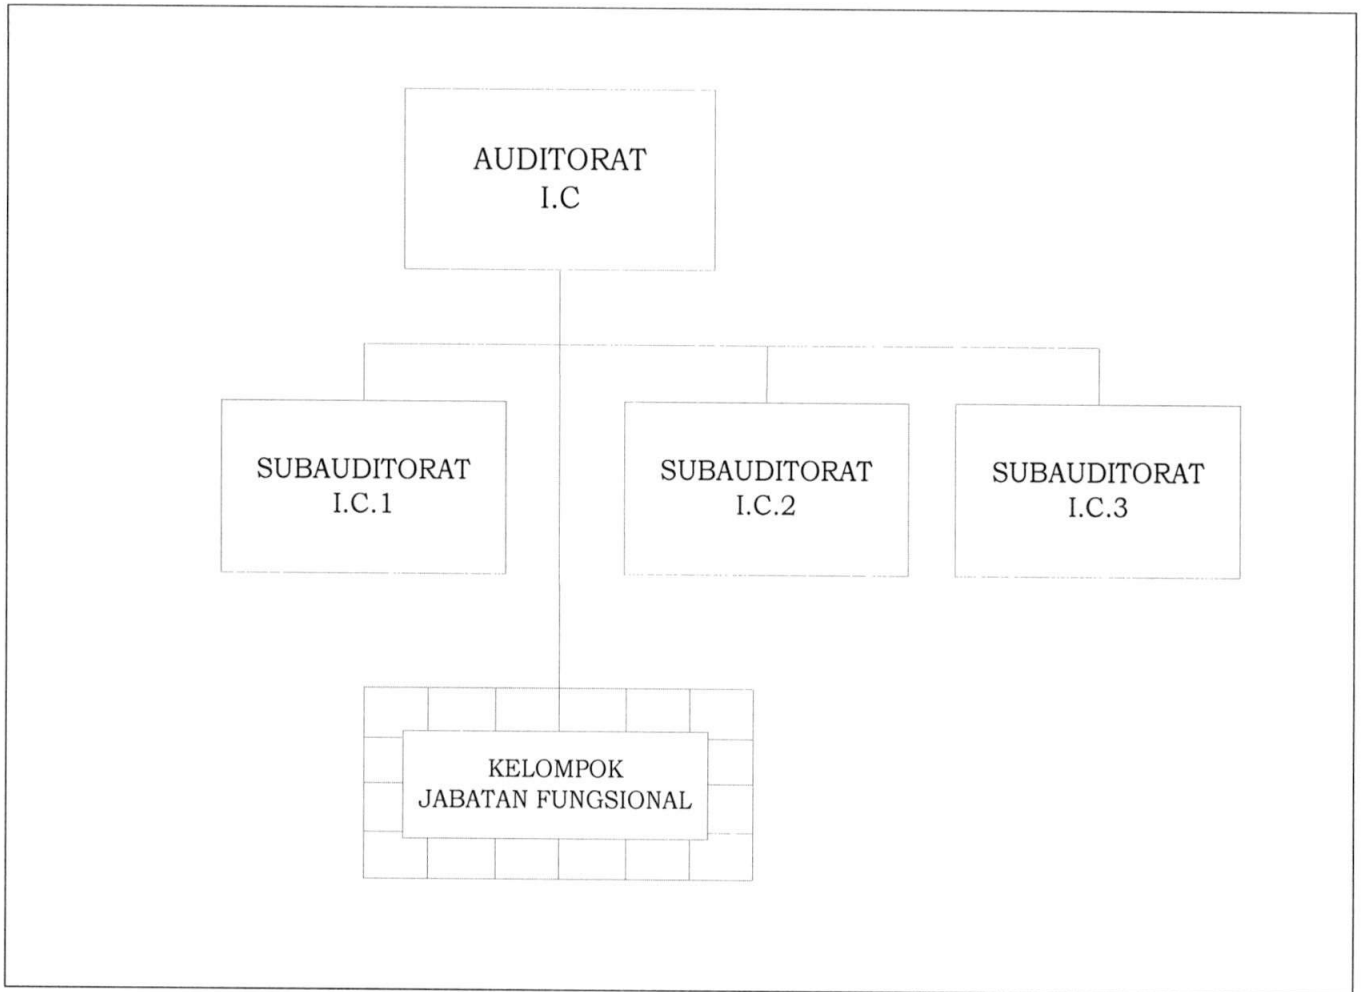 AUDITORAT
I.C
SUBAUDITORAT
I.C.1
SUBAUDITORAT
I.C.2
SUBAUDITORAT
I.C.3
KELOMPOK
JABATAN FUNGSIONAL